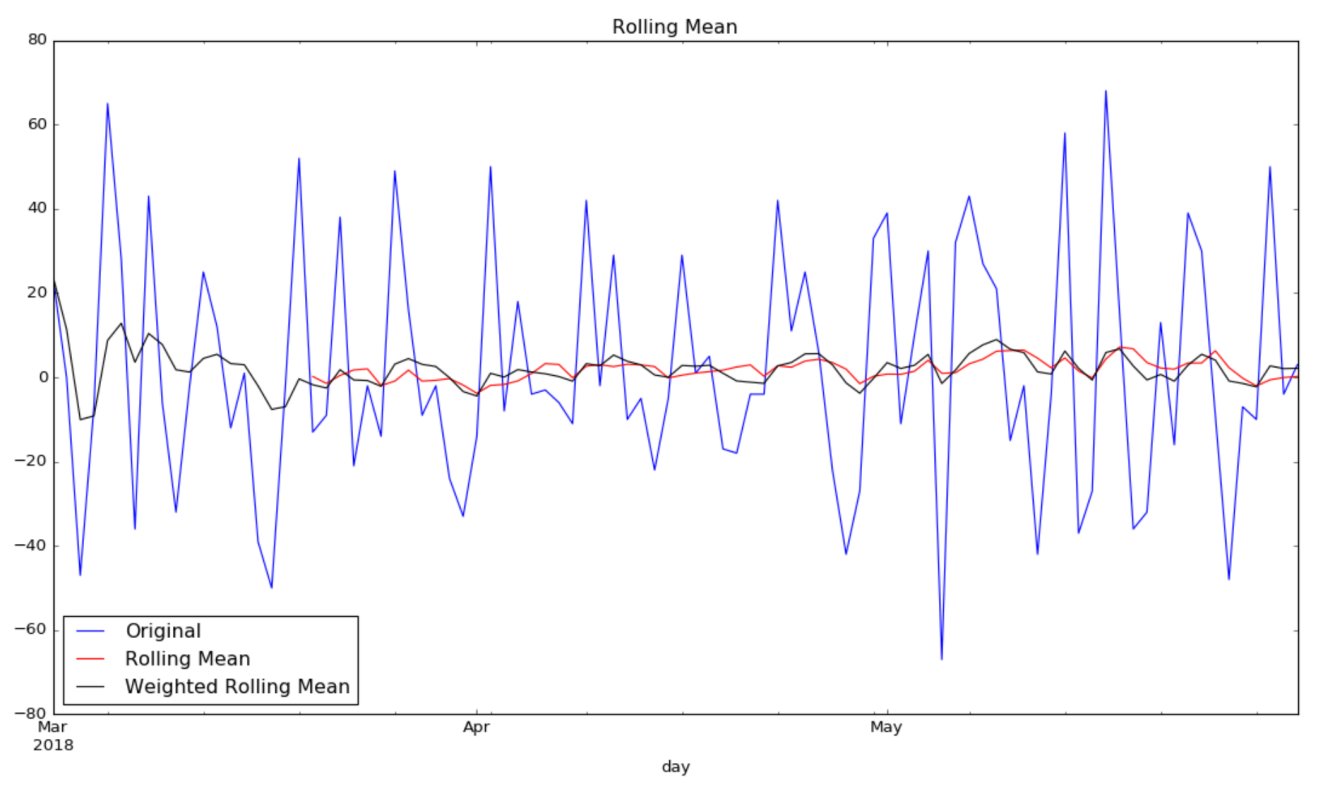 Rolling Mean
80
60
40
20
0
−20
−40
−60
−80
Original
Rolling Mean
Weighted Rolling Mean
Mar
2018
Apr
May
day